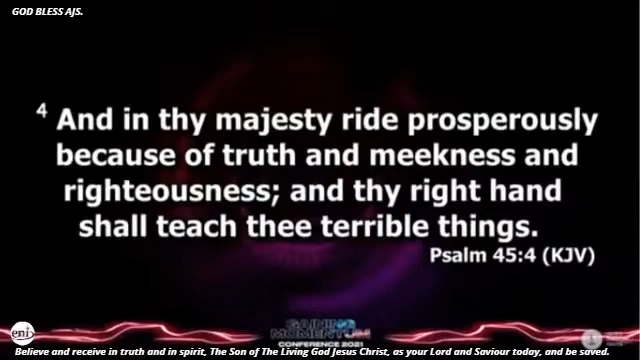 GOD BLESS AJS.
4 And in thy majesty ride prosperously
because of truth and meekness and
righteousness; and thy right hand
shall teach thee terrible things.
Psalm 45:4 (KJV)
eni
GAINING
MOMENTUM
CONFERENCE 2021
Believe and receive in truth and in spirit, The Son of The Living God Jesus Christ, as your Lord and Saviour today, and be saved.